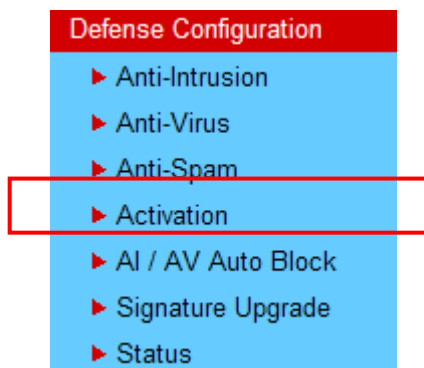 Defense Configuration
Anti-Intrusion
Anti-Virus
Anti-Spam
Activation
AI / AV Auto Block
Signature Upgrade
Status